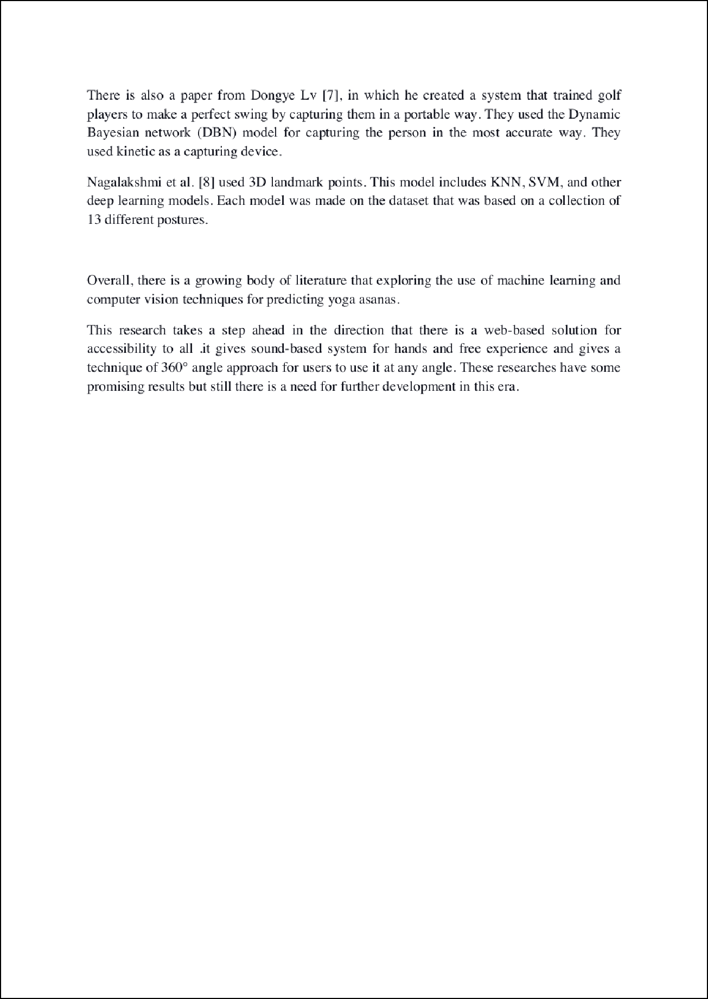 There is also a paper from Dongye Lv [7], in which he created a system that trained golf
players to make a perfect swing by capturing them in a portable way. They used the Dynamic
Bayesian network (DBN) model for capturing the person in the most accurate way. They
used kinetic as a capturing device.
Nagalakshmi et al. [8] used 3D landmark points. This model includes KNN, SVM, and other
deep learning models. Each model was made on the dataset that was based on a collection of
13 different postures.
Overall, there is a growing body of literature that exploring the use of machine learning and
computer vision techniques for predicting yoga asanas.
This research takes a step ahead in the direction that there is a web-based solution for
accessibility to all .it gives sound-based system for hands and free experience and gives a
technique of 360° angle approach for users to use it at any angle. These researches have some
promising results but still there is a need for further development in this era.